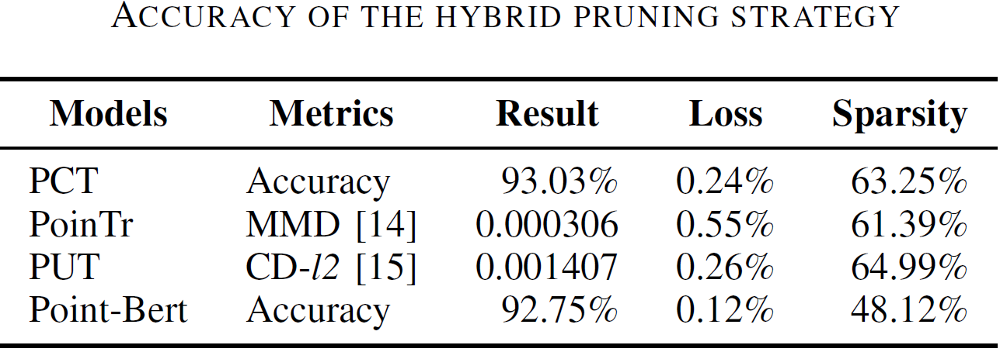 ACCURACY OF THE HYBRID PRUNING STRATEGY
Models Metrics Result Loss Sparsity
PCT Accuracy 93.03% 0.24% 63.25%
PoinTr MMD [14] 0.000306 0.55% 61.39%
PUT CD-l2 [15] 0.001407 0.26% 64.99%
Point-Bert Accuracy 92.75% 0.12% 48.12%